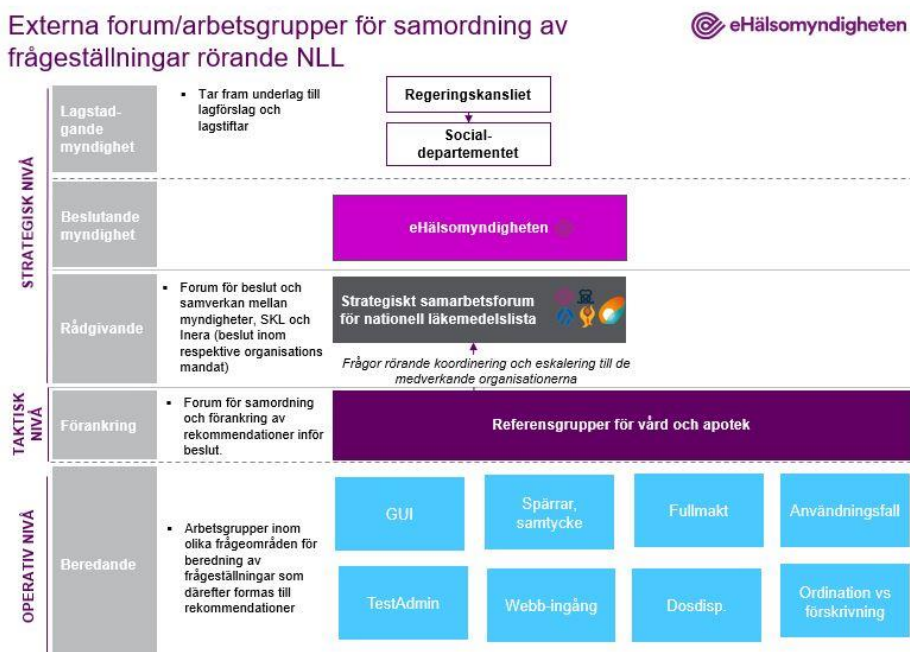 Externa forum/arbetsgrupper för samordning av
frågeställningar rörande NLL
eHälsomyndigheten
STRATEGISK NIVÅ
Lagstad-
gande
myndighet
▪ Tar fram underlag till
lagförslag och
lagstiftar
Regeringskansliet
Social-
departementet
Beslutande
myndighet
eHälsomyndigheten
Rådgivande
▪ Forum för beslut och
samverkan mellan
myndigheter, SKL och
Inera (beslut inom
respektive organisations
mandat)
Strategiskt samarbetsforum
för nationell läkemedelslista
Frågor rörande koordinering och eskalering till de
medverkande organisationerna
TAKTISK
NIVÅ
Förankring
▪ Forum för samordning
och förankring av
rekommendationer inför
beslut.
Referensgrupper för vård och apotek
OPERATIV NIVÅ
Beredande
▪ Arbetsgrupper inom
olika frågeområden för
beredning av
frågeställningar som
därefter formas till
rekommendationer
GUI
Spärrar,
samtycke
Fullmakt
Användningsfall
TestAdmin
Webb-ingång
Dosdisp.
Ordination vs
förskrivning